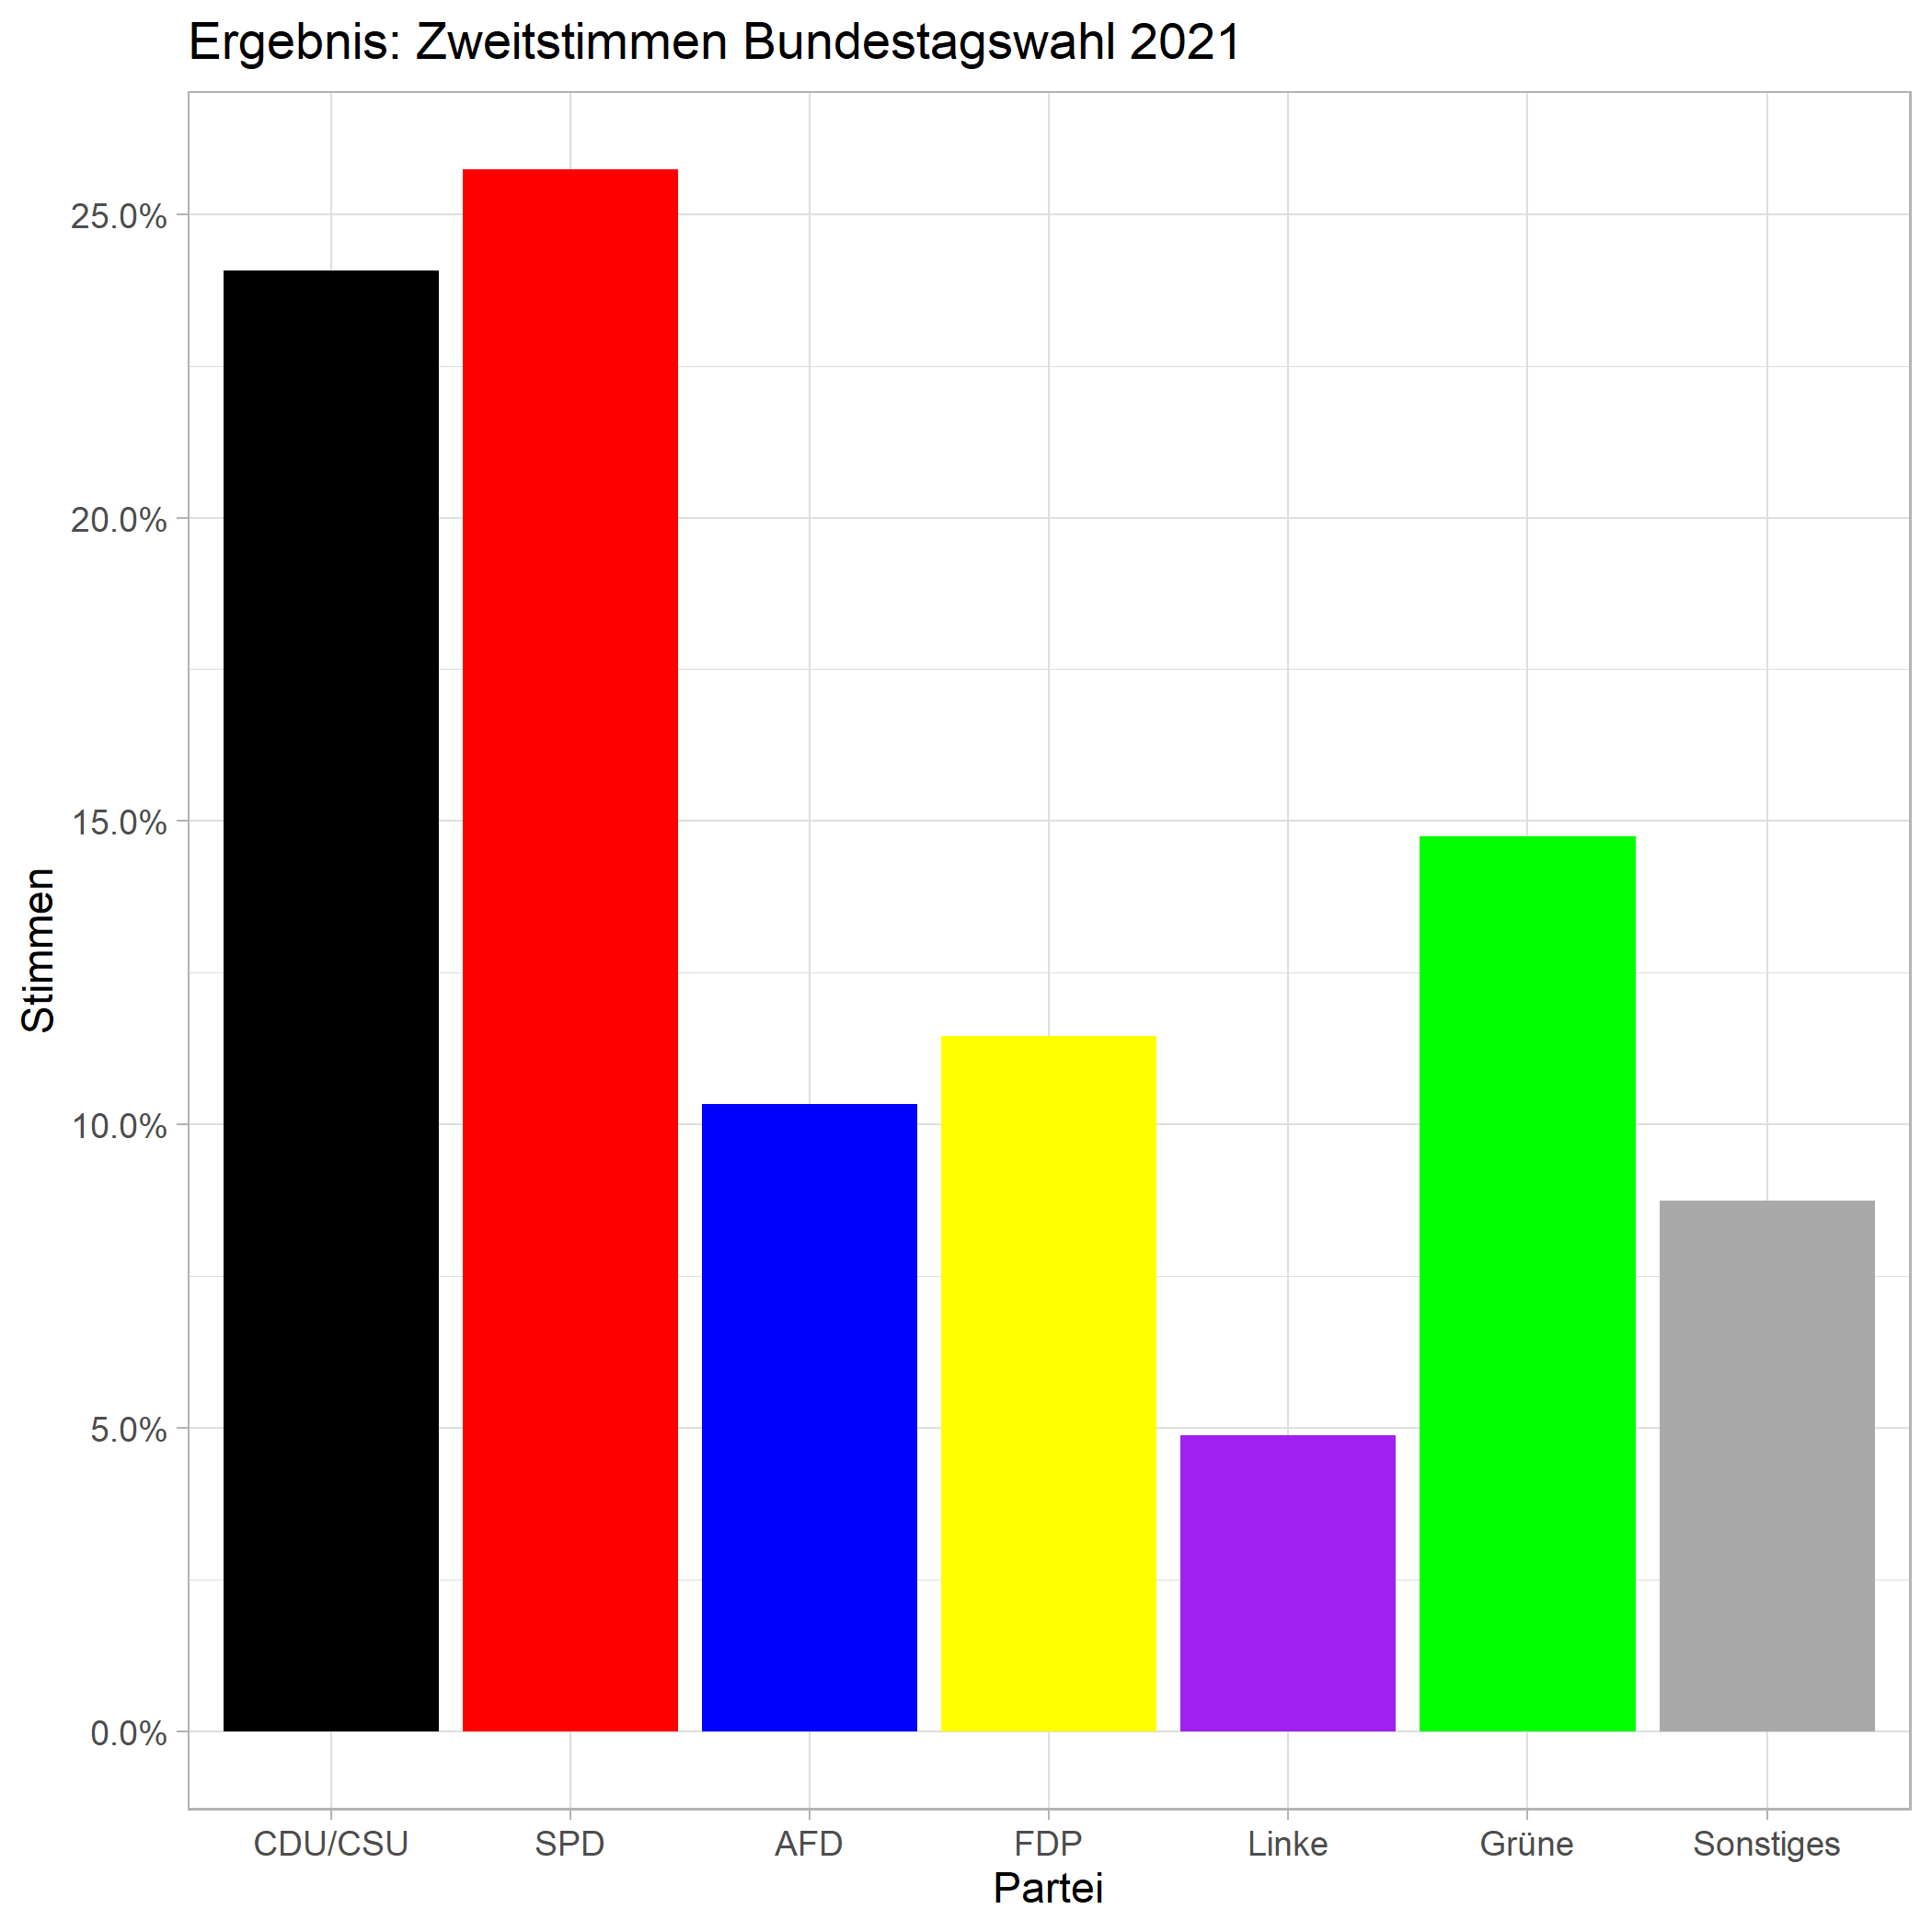 Ergebnis: Zweitstimmen Bundestagswahl 2021
Stimmen
25.0%
20.0%
15.0%
10.0%
5.0%
0.0%
CDU/CSU SPD AFD FDP Linke Grüne Sonstiges
Partei